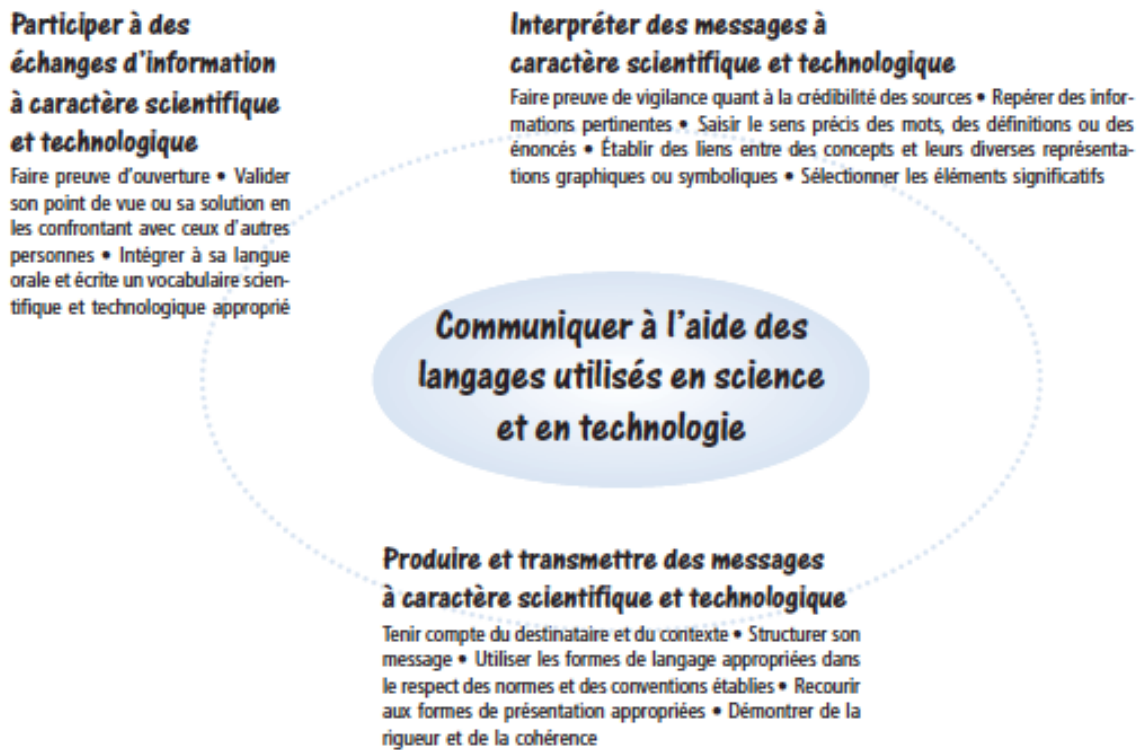 Participer à des
échanges d'information
à caractère scientifique
et technologique
Faire preuve d'ouverture • Valider
son point de vue ou sa solution en
les confrontant avec ceux d'autres
personnes • Intégrer à sa langue
orale et écrite un vocabulaire scien-
tifique et technologique approprié
Interpréter des messages à
caractère scientifique et technologique
Faire preuve de vigilance quant à la crédibilité des sources • Repérer des infor-
mations pertinentes • Saisir le sens précis des mots, des définitions ou des
énoncés • Établir des liens entre des concepts et leurs diverses représenta-
tions graphiques ou symboliques • Sélectionner les éléments significatifs
Communiquer à l'aide des
langages utilisés en science
et en technologie
Produire et transmettre des messages
à caractère scientifique et technologique
Tenir compte du destinataire et du contexte • Structurer son
message • Utiliser les formes de langage appropriées dans
le respect des normes et des conventions établies • Recourir
aux formes de présentation appropriées • Démontrer de la
rigueur et de la cohérence